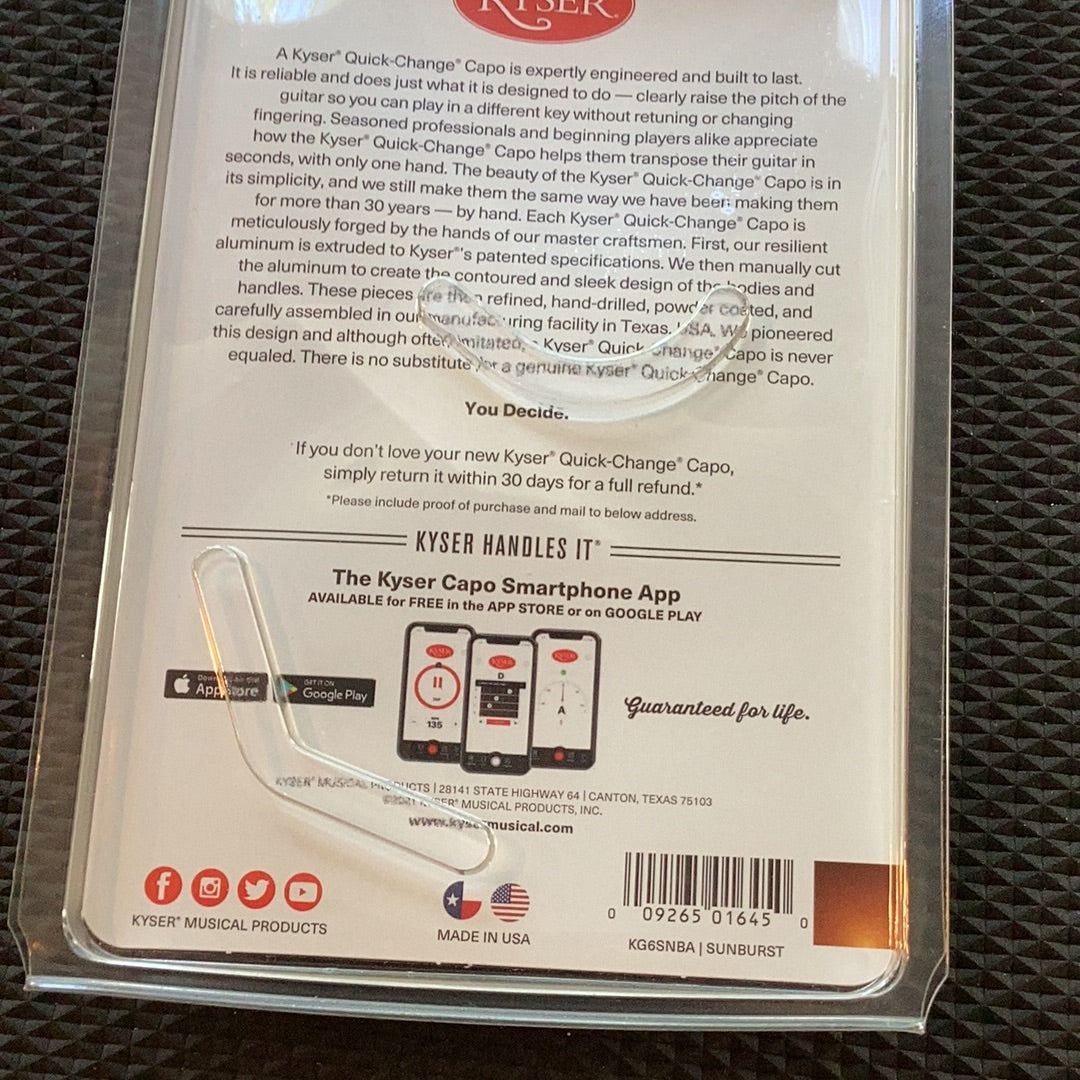 KYSER®
A Kyser® Quick-Change® Capo is expertly engineered and built to last.
It is reliable and does just what it is designed to do — clearly raise the pitch of the
guitar so you can play in a different key without retuning or changing
fingering. Seasoned professionals and beginning players alike appreciate
how the Kyser® Quick-Change® Capo helps them transpose their guitar in
seconds, with only one hand. The beauty of the Kyser® Quick-Change® Capo is in
its simplicity, and we still make them the same way we have been making them
for more than 30 years — by hand. Each Kyser® Quick-Change® Capo is
meticulously forged by the hands of our master craftsmen. First, our resilient
aluminum is extruded to Kyser®'s patented specifications. We then manually cut
the aluminum to create the contoured and sleek design of the bodies and
handles. These pieces are then refined, hand-drilled, powder coated, and
carefully assembled in our manufacturing facility in Texas. USA. We pioneered
this design and although often imitated, a Kyser® Quick-Change® Capo is never
equaled. There is no substitute for a genuine Kyser® Quick-Change® Capo.
You Decide.
If you don't love your new Kyser® Quick-Change® Capo,
simply return it within 30 days for a full refund.*
*Please include proof of purchase and mail to below address.
KYSER HANDLES IT®
The Kyser Capo Smartphone App
AVAILABLE for FREE in the APP STORE or on GOOGLE PLAY
Download on the
App Store
GET IT ON
Google Play
KYSER
135
KYSER
D
KYSER
A
Guaranteed for life.
KYSER® MUSICAL PRODUCTS | 28141 STATE HIGHWAY 64 | CANTON, TEXAS 75103
©2021 KYSER® MUSICAL PRODUCTS, INC.
www.kysermusical.com
KYSER® MUSICAL PRODUCTS
MADE IN USA
0 09265 01645 0
KG6SNBA | SUNBURST